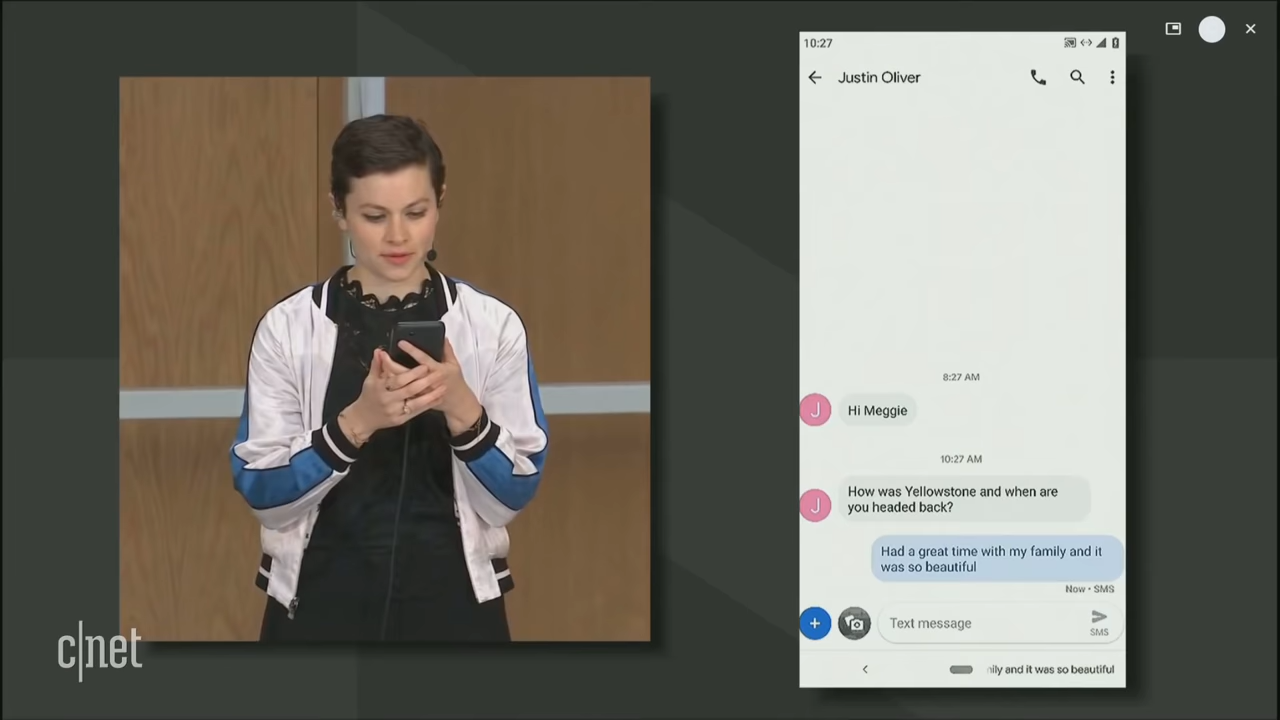 10:27
Justin Oliver
8:27 AM
J
Hi Meggie
10:27 AM
J
How was Yellowstone and when are
you headed back?
Had a great time with my family and it
was so beautiful
Now • SMS
Text message
SMS
ily and it was so beautiful
c|net